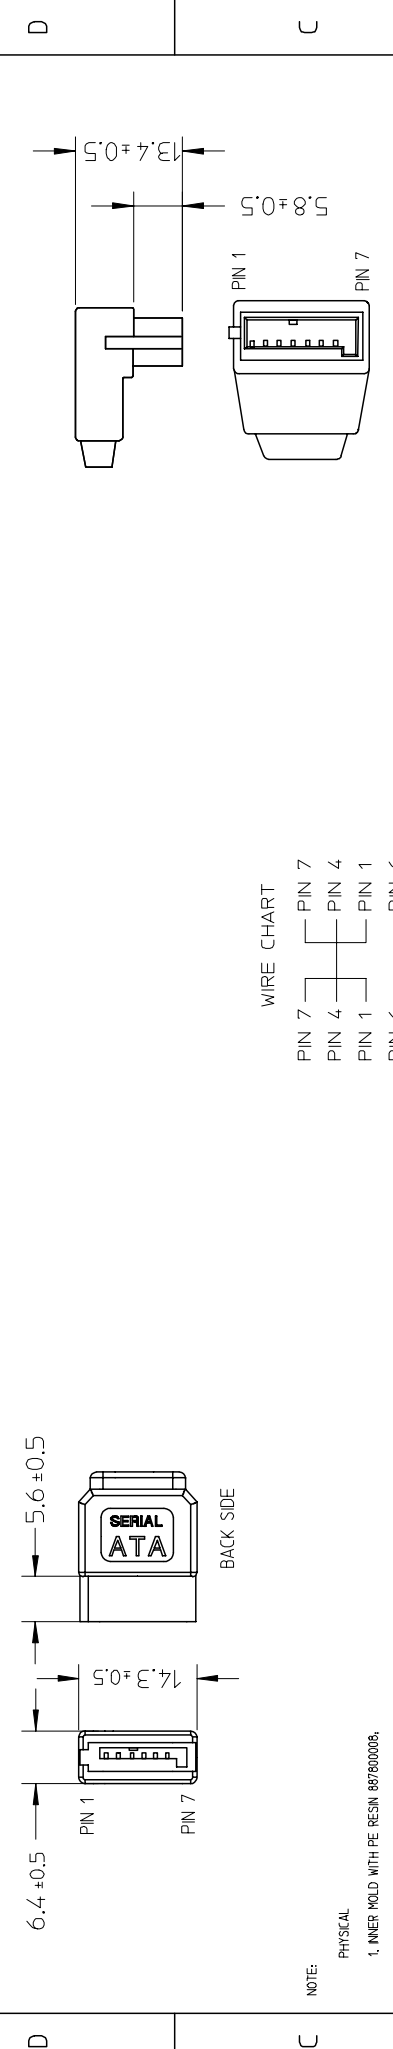 D
C
13.4±0.5
5.8±0.5
PIN 1
PIN 7
WIRE CHART
PIN 7
PIN 7
PIN 4
PIN 4
PIN 1
PIN 1
5.6±0.5
SERIAL
ATA
BACK SIDE
14.3±0.5
6.4±0.5
PIN 1
PIN 7
NOTE:
PHYSICAL
1. INNER MOLD WITH PE RESIN 887800008;
D
C